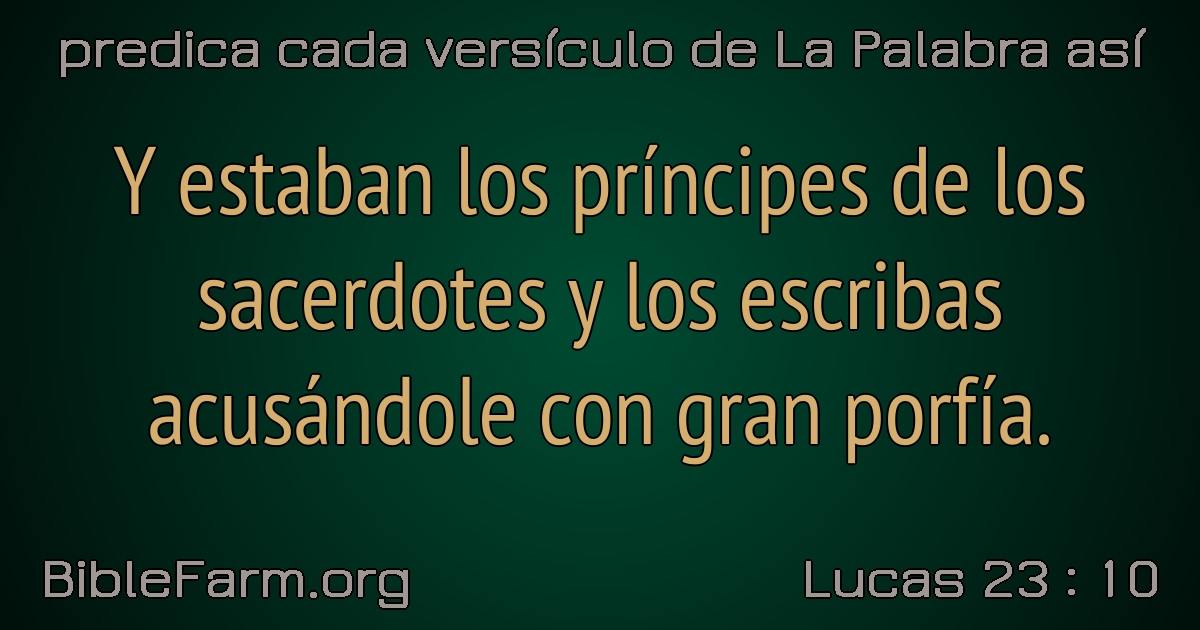 predica cada versículo de La Palabra así
Y estaban los príncipes de los
sacerdotes y los escribas
acusándole con gran porfía.
BibleFarm.org
Lucas 23 : 10